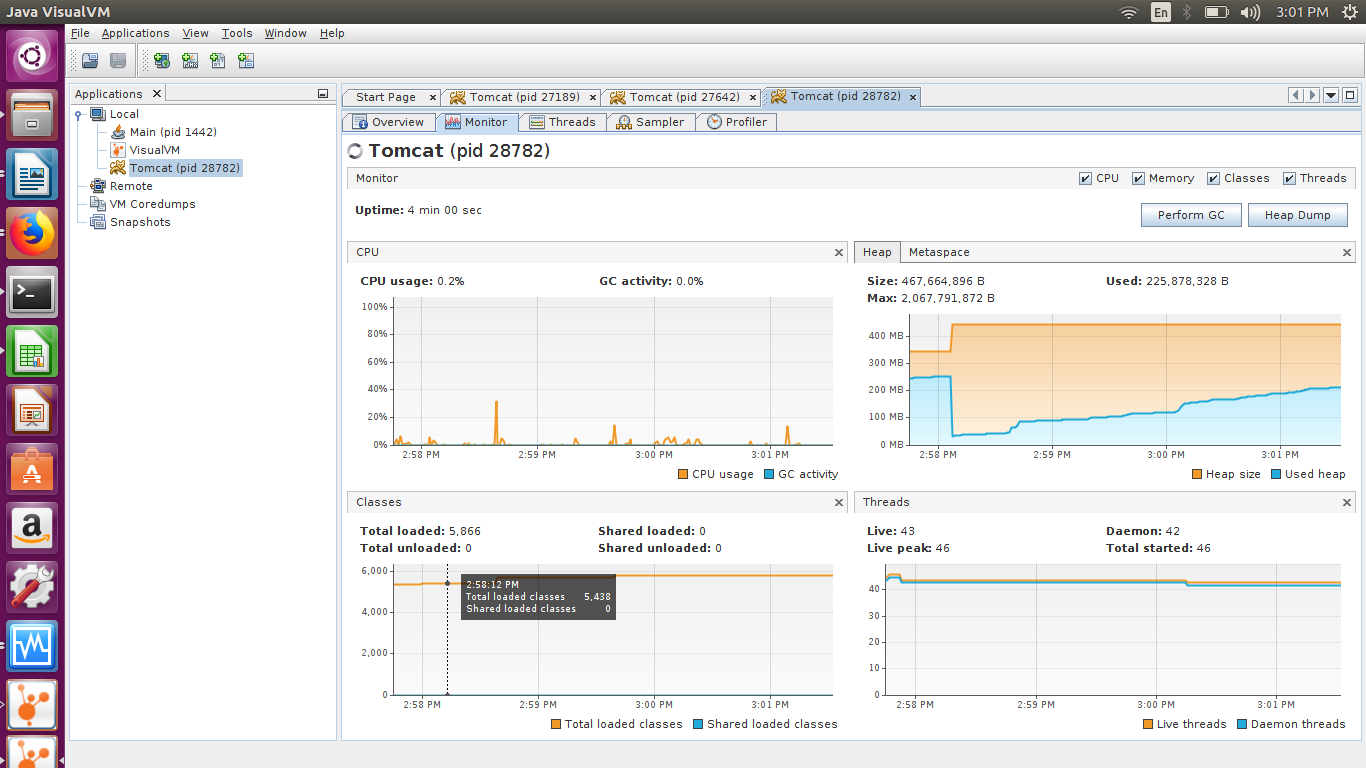 Java VisualVM
En
3:01 PM
File Applications View Tools Window Help
Applications
Local
Main (pid 1442)
VisualVM
Tomcat (pid 28782)
Remote
VM Coredumps
Snapshots
Start Page
Tomcat (pid 27189)
Tomcat (pid 27642)
Tomcat (pid 28782)
Overview
Monitor
Threads
Sampler
Profiler
Tomcat (pid 28782)
Monitor
CPU
Memory
Classes
Threads
Uptime: 4 min 00 sec
Perform GC
Heap Dump
CPU
CPU usage: 0.2%
GC activity: 0.0%
100%
80%
60%
40%
20%
0%
2:58 PM
2:59 PM
3:00 PM
3:01 PM
CPU usage
GC activity
Heap
Metaspace
Size: 467,664,896 B
Used: 225,878,328 B
Max: 2,067,791,872 B
400 MB
300 MB
200 MB
100 MB
0 MB
2:58 PM
2:59 PM
3:00 PM
3:01 PM
Heap size
Used heap
Classes
Total loaded: 5,866
Shared loaded: 0
Total unloaded: 0
Shared unloaded: 0
6,000
4,000
2,000
0
2:58:12 PM
Total loaded classes 5,438
Shared loaded classes 0
2:58 PM
2:59 PM
3:00 PM
3:01 PM
Total loaded classes
Shared loaded classes
Threads
Live: 43
Daemon: 42
Live peak: 46
Total started: 46
40
30
20
10
0
2:58 PM
2:59 PM
3:00 PM
3:01 PM
Live threads
Daemon threads